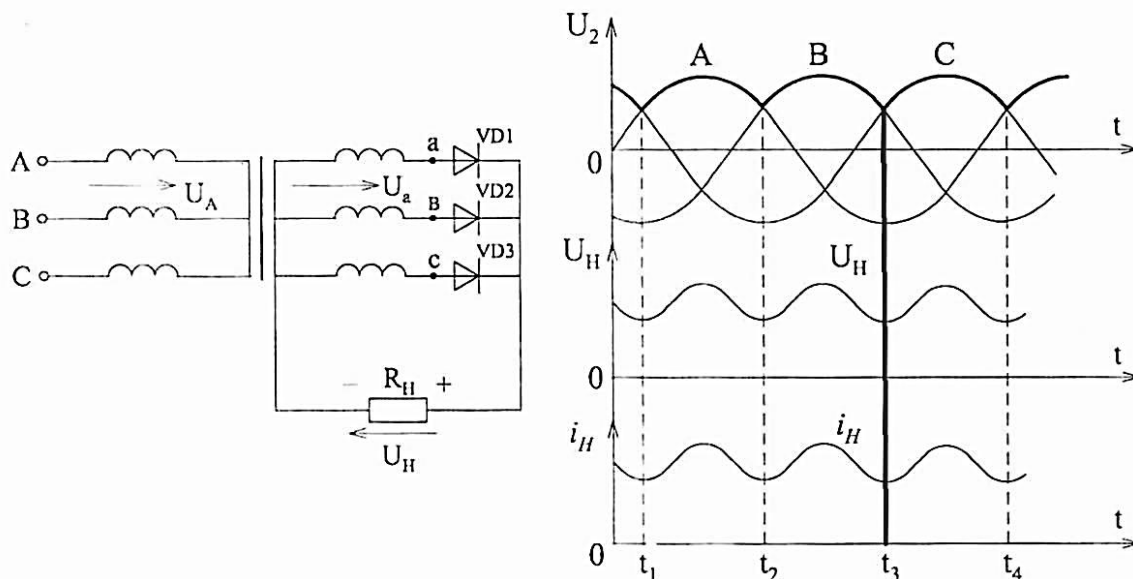 A
U_A
B
C
a
VD1
U_a
в
VD2
c
VD3
− R_H +
U_H
U_2
A B C
0
t
U_H
U_H
0
t
i_H
i_H
0
t
t_1 t_2 t_3 t_4